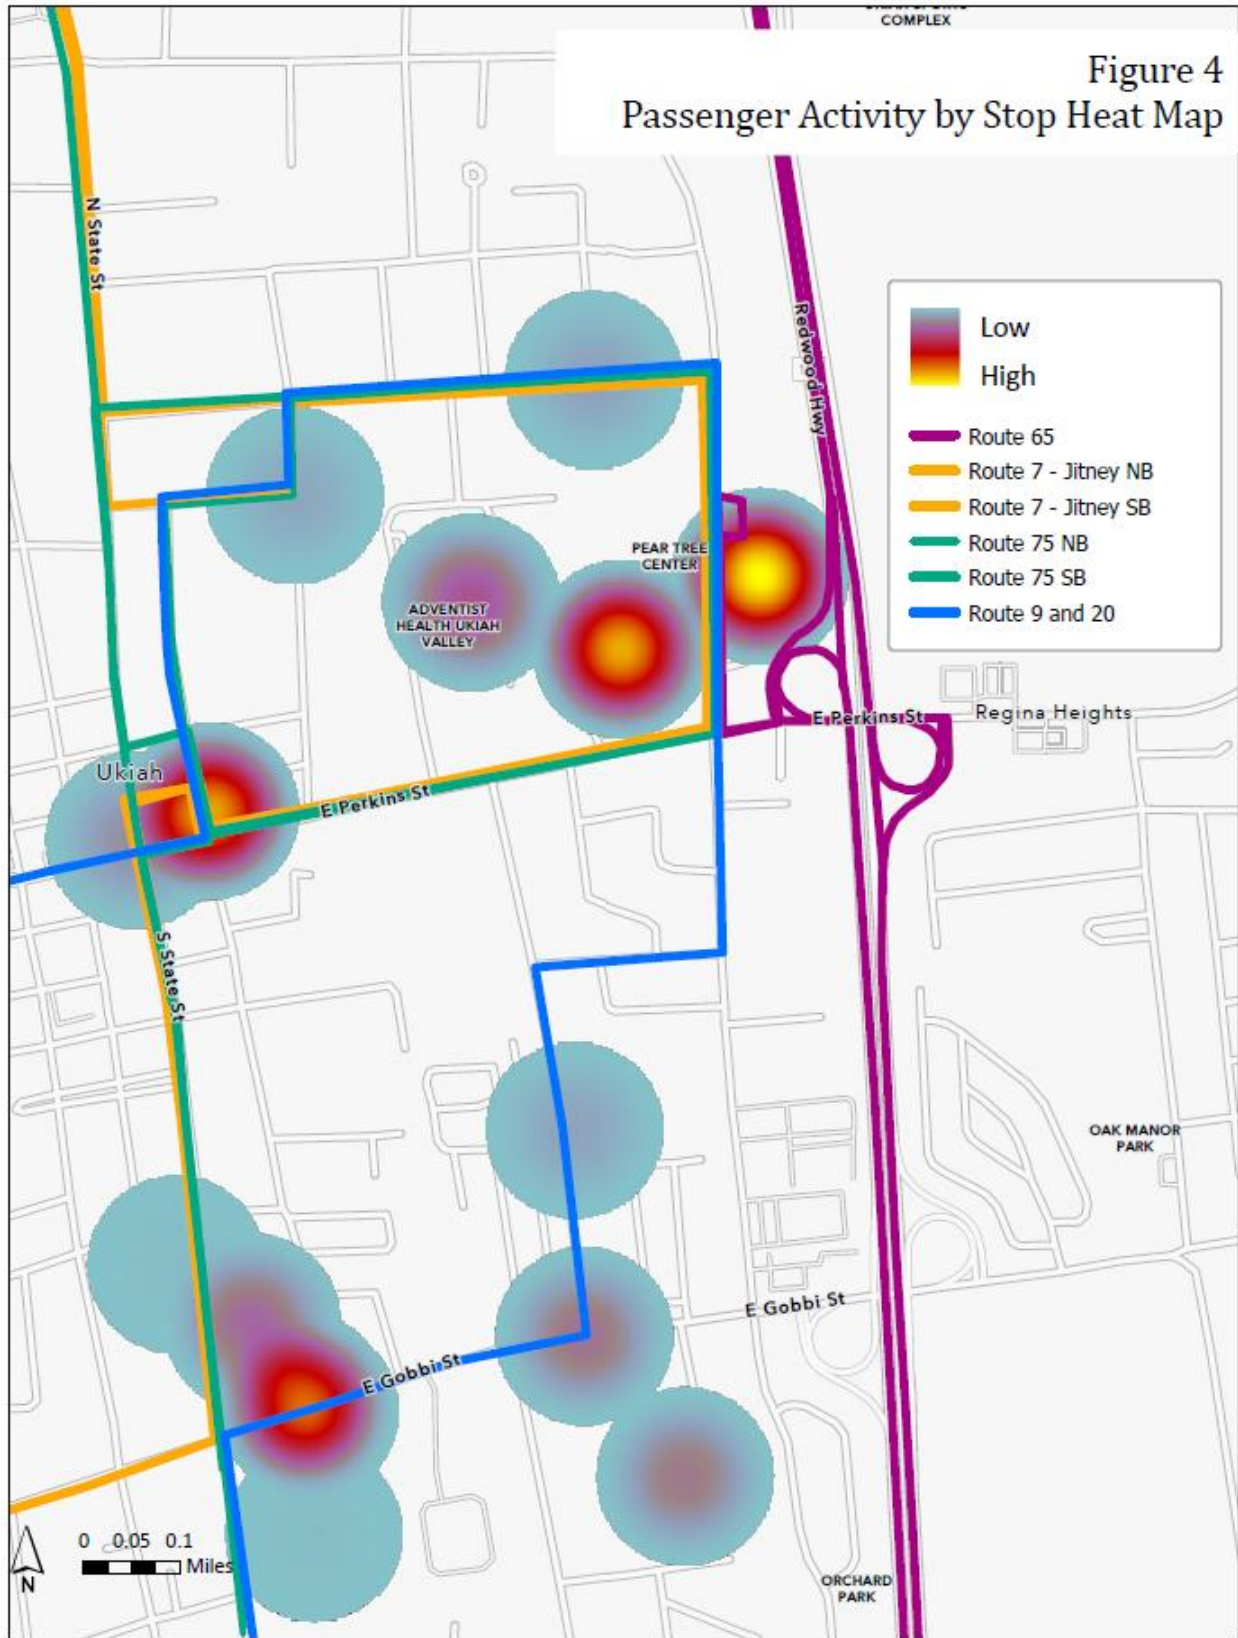 COMPLEX
Figure 4
Passenger Activity by Stop Heat Map
N State St
Redwood Hwy
Low
High
Route 65
Route 7 - Jitney NB
Route 7 - Jitney SB
Route 75 NB
Route 75 SB
Route 9 and 20
PEAR TREE
CENTER
ADVENTIST
HEALTH UKIAH
VALLEY
E Perkins St
Regina Heights
Ukiah
E Perkins St
S State St
OAK MANOR
PARK
E Gobbi St
E Gobbi St
0 0.05 0.1
Miles
N
ORCHARD
PARK